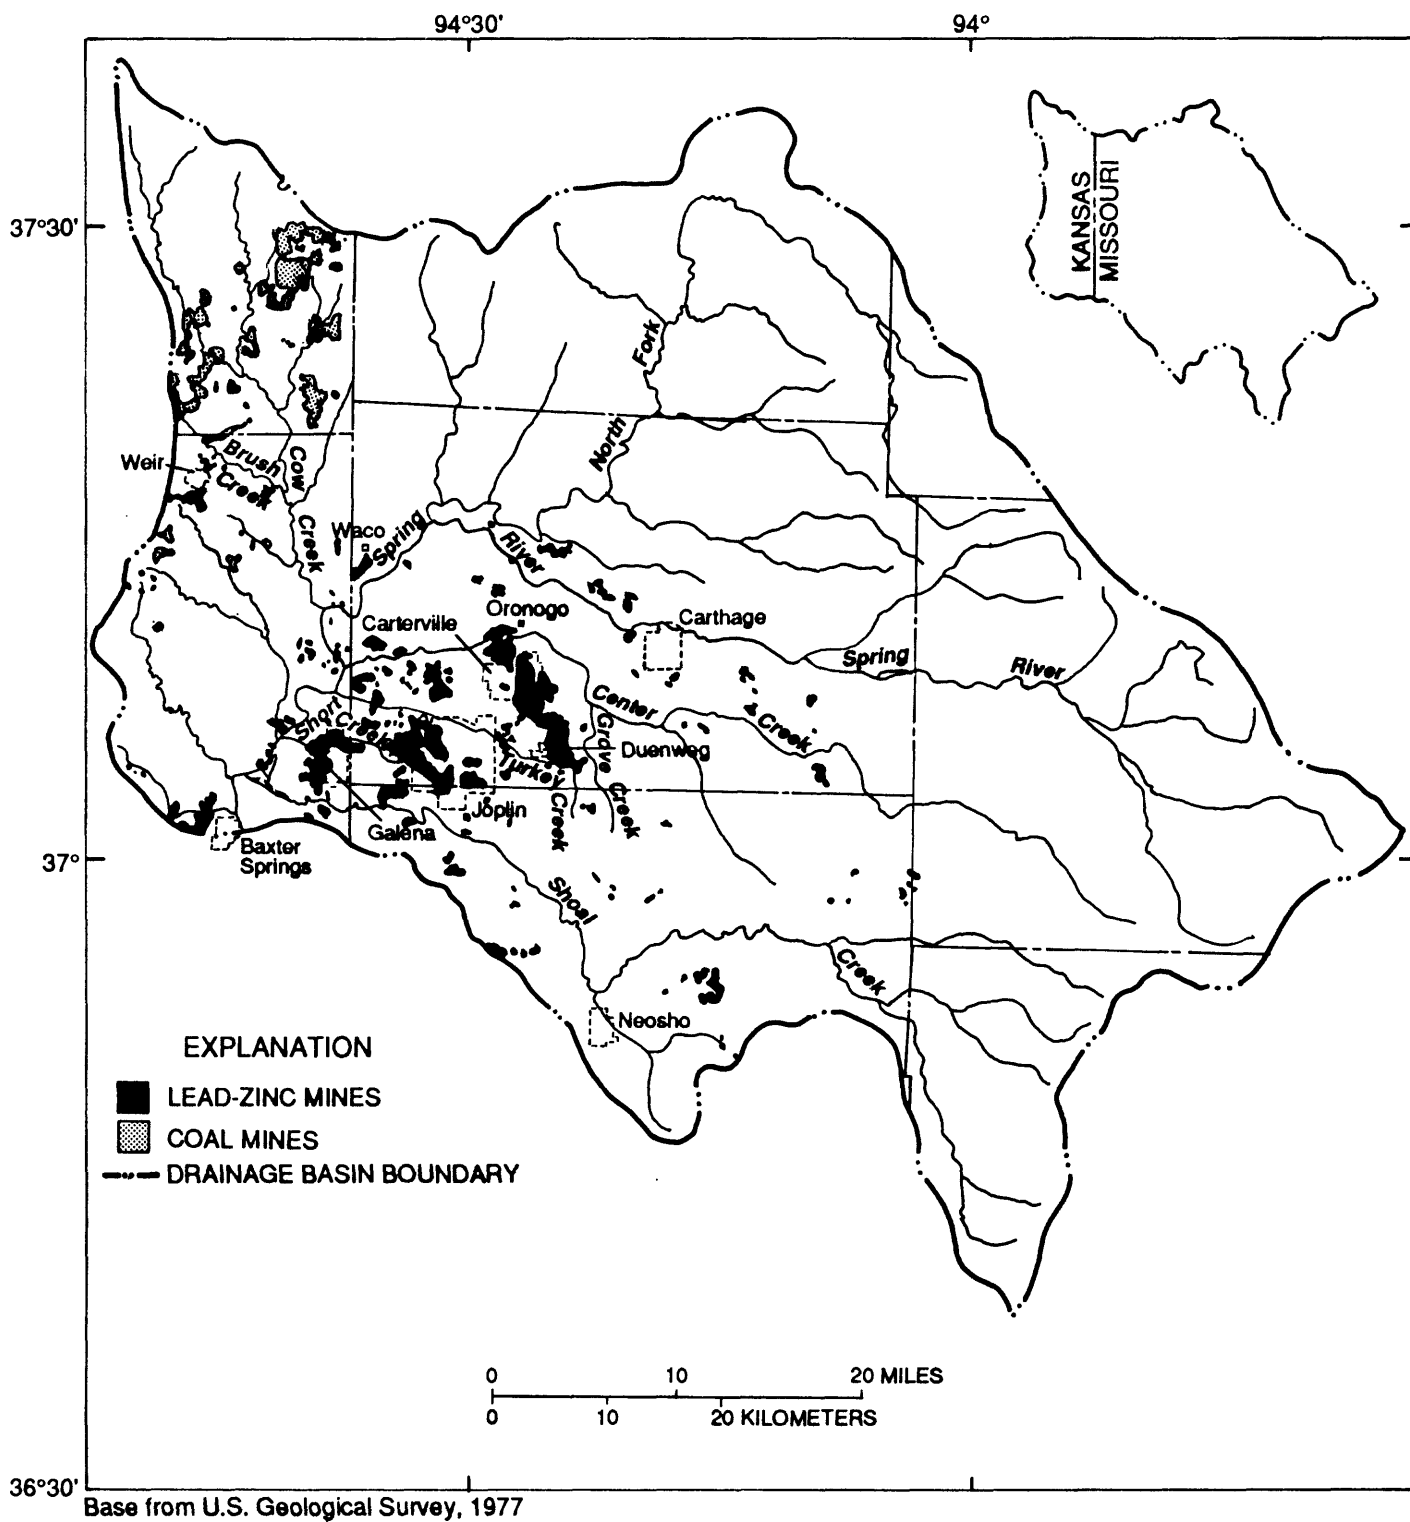 94°30'
94°
37°30'
KANSAS
MISSOURI
Fork
North
Weir
Brush
Creek
Cow
Creek
Waco
Spring
River
Oronogo
Carterville
Carthage
Spring
River
Center
Creek
Short
Creek
Grove
Creek
Duenweg
Turkey
Creek
Joplin
Galena
Baxter
Springs
37°
Shoal
Creek
Neosho
EXPLANATION
LEAD-ZINC MINES
COAL MINES
DRAINAGE BASIN BOUNDARY
0 10 20 MILES
0 10 20 KILOMETERS
36°30'
Base from U.S. Geological Survey, 1977